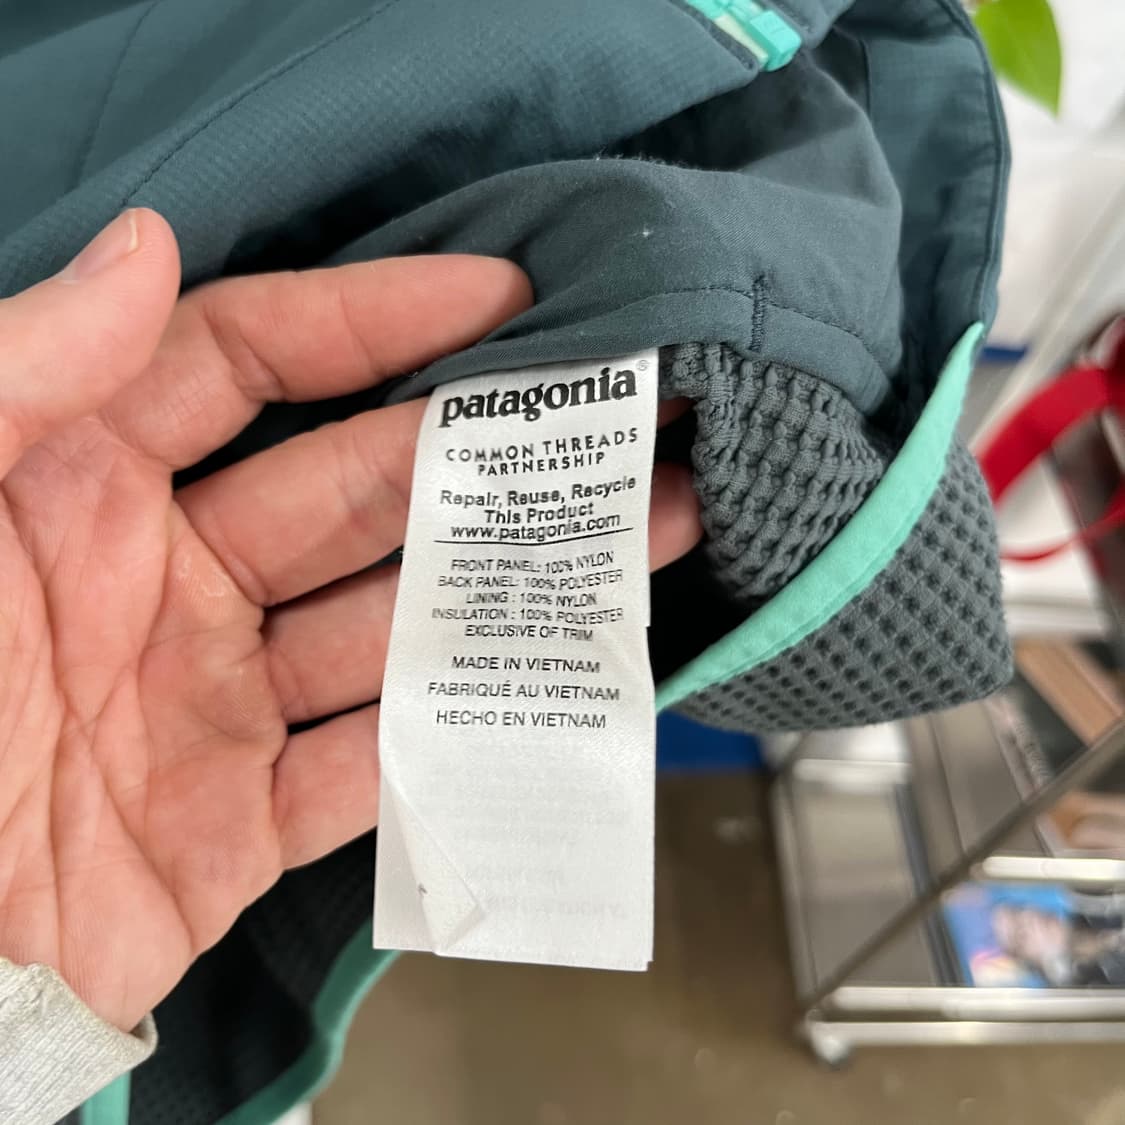 patagonia®
COMMON THREADS
PARTNERSHIP
Repair, Reuse, Recycle
This Product
www.patagonia.com
FRONT PANEL: 100% NYLON
BACK PANEL: 100% POLYESTER
LINING : 100% NYLON
INSULATION : 100% POLYESTER
EXCLUSIVE OF TRIM
MADE IN VIETNAM
FABRIQUÉ AU VIETNAM
HECHO EN VIETNAM